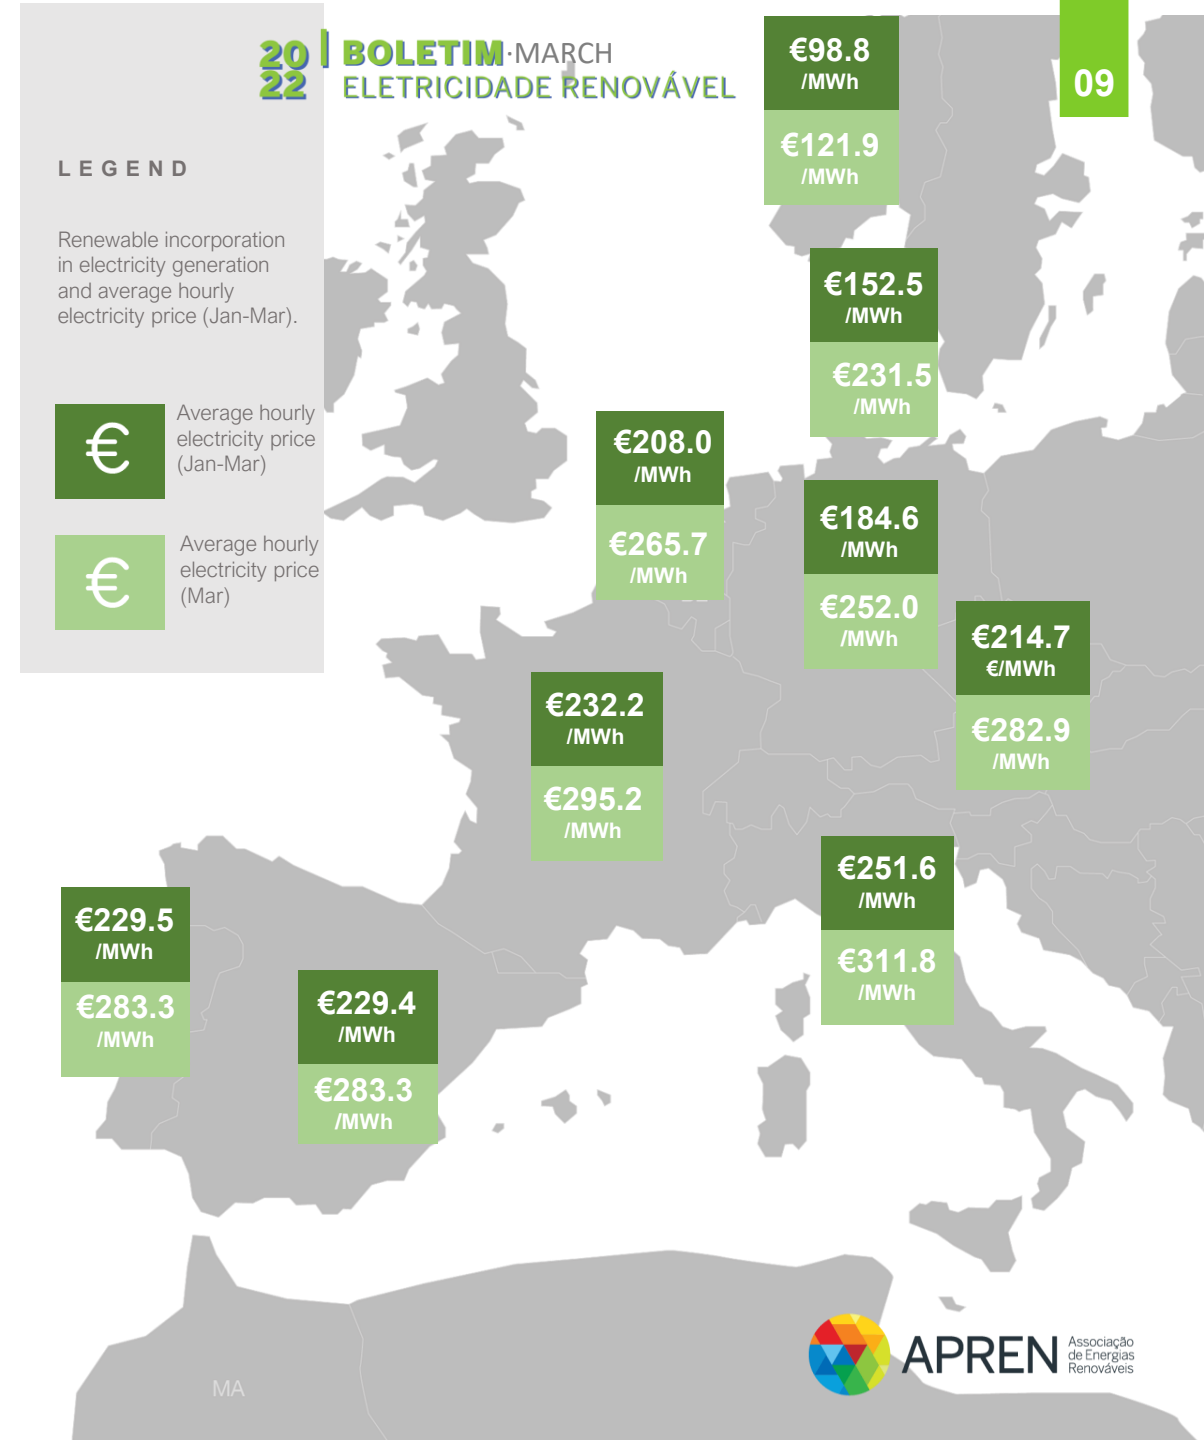 2022
BOLETIM·MARCH
ELETRICIDADE RENOVÁVEL
09
LEGEND
Renewable incorporation
in electricity generation
and average hourly
electricity price (Jan-Mar).
€
Average hourly
electricity price
(Jan-Mar)
€
Average hourly
electricity price
(Mar)
€98.8
/MWh
€121.9
/MWh
€152.5
/MWh
€231.5
/MWh
€208.0
/MWh
€265.7
/MWh
€184.6
/MWh
€252.0
/MWh
€214.7
€/MWh
€282.9
/MWh
€232.2
/MWh
€295.2
/MWh
€251.6
/MWh
€311.8
/MWh
€229.5
/MWh
€283.3
/MWh
€229.4
/MWh
€283.3
/MWh
MA
APREN
Associação
de Energias
Renováveis